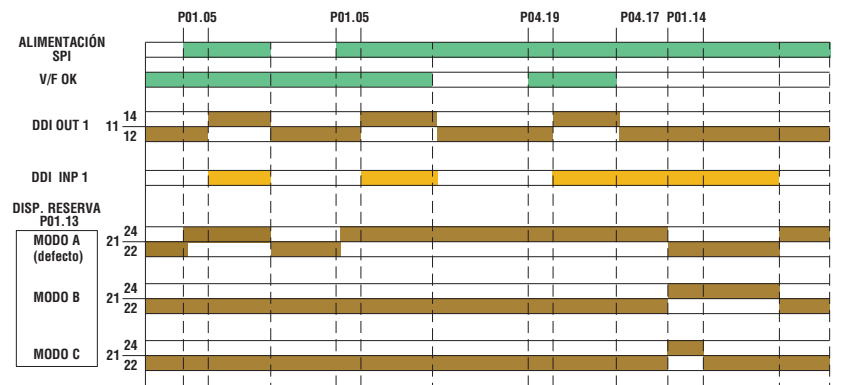 P01.05 P01.05 P04.19 P04.17 P01.14
ALIMENTACIÓN
SPI
V/F OK
DDI OUT 1 11 14
12
DDI INP 1
DISP. RESERVA
P01.13
MODO A
(defecto)
21 24
22
MODO B 21 24
22
MODO C 21 24
22